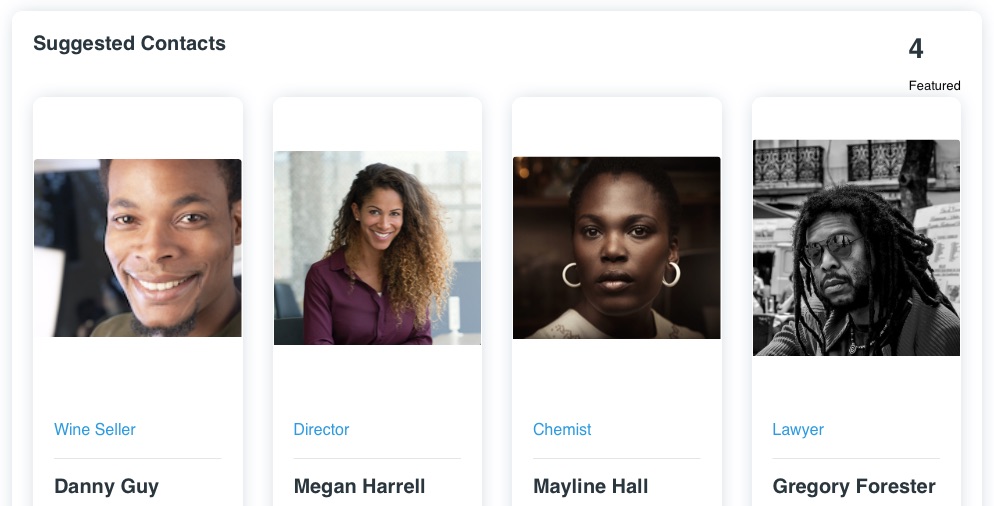 Suggested Contacts
4
Featured
Wine Seller
Director
Chemist
Lawyer
Danny Guy
Megan Harrell
Mayline Hall
Gregory Forester